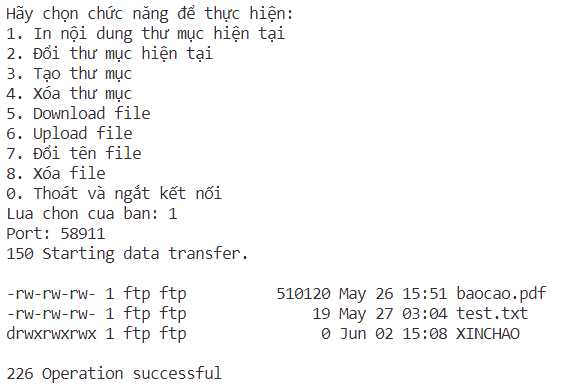 Hãy chọn chức năng để thực hiện:
1. In nội dung thư mục hiện tại
2. Đổi thư mục hiện tại
3. Tạo thư mục
4. Xóa thư mục
5. Download file
6. Upload file
7. Đổi tên file
8. Xóa file
0. Thoát và ngắt kết nối
Lua chon cua ban: 1
Port: 58911
150 Starting data transfer.
-rw-rw-rw- 1 ftp ftp          510120 May 26 15:51 baocao.pdf
-rw-rw-rw- 1 ftp ftp              19 May 27 03:04 test.txt
drwxrwxrwx 1 ftp ftp               0 Jun 02 15:08 XINCHAO
226 Operation successful